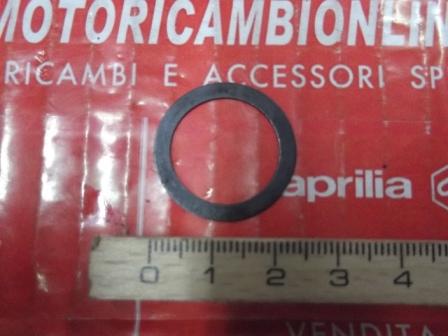 MOTORICAMBIONLIN
RICAMBI E ACCESSORI SP
aprilia
0 1 2 3 4
VENDITA